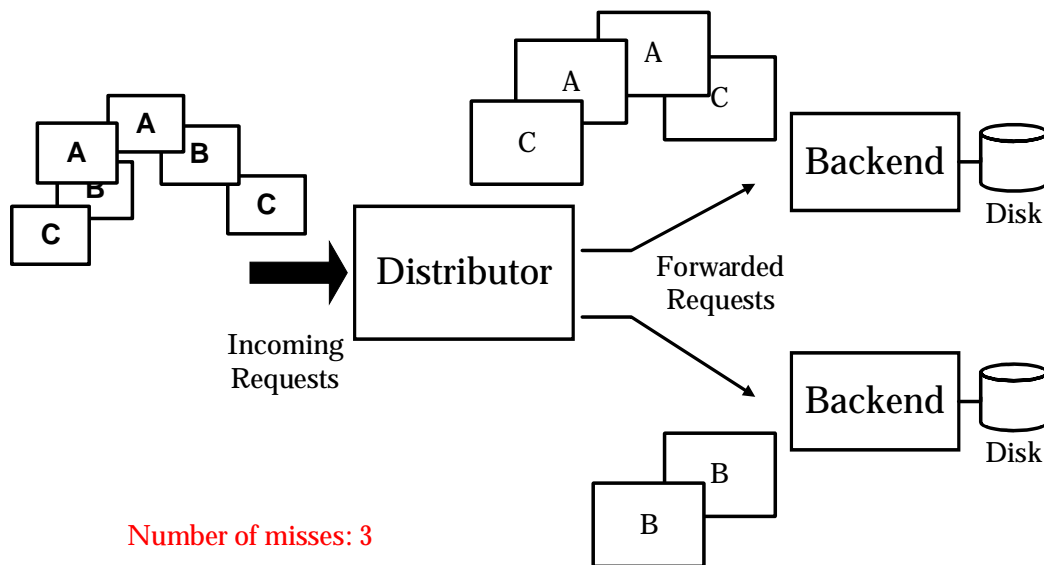 A
A
C
C
A
A
B
B
C
C
Backend
Disk
Distributor
Forwarded
Requests
Incoming
Requests
Backend
Disk
B
B
Number of misses: 3